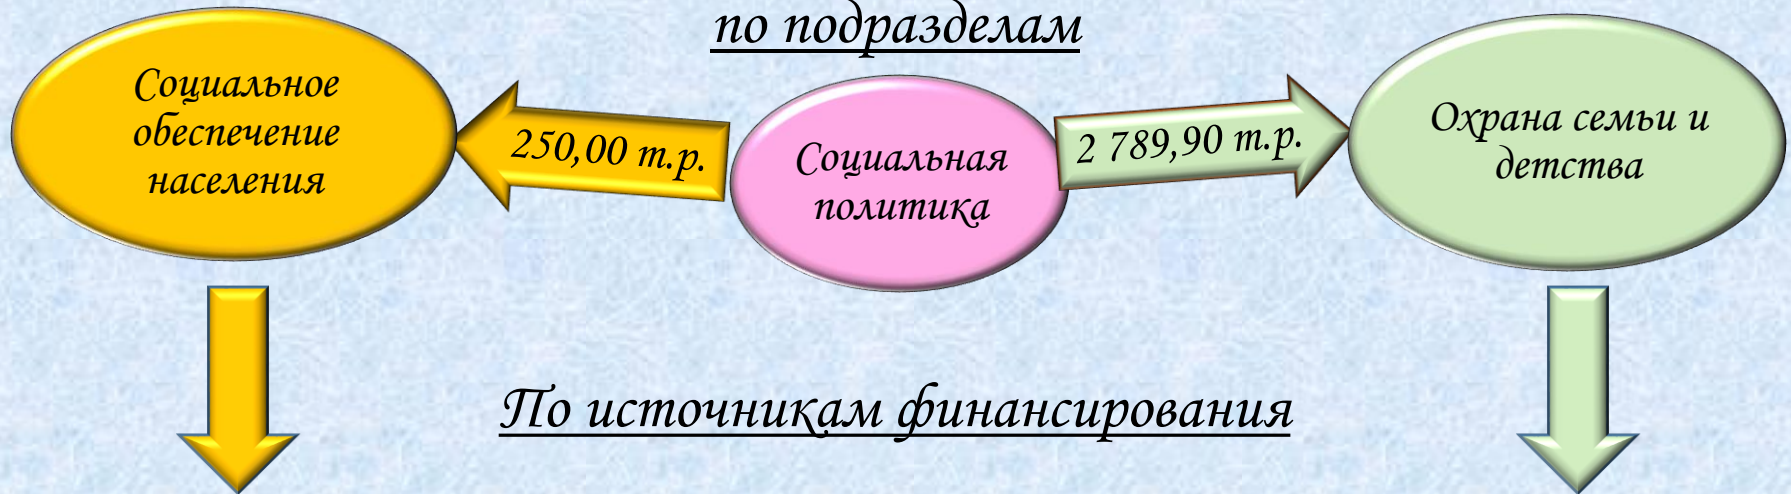 по подразделам
Социальное
обеспечение
населения
250,00 т.р.
Социальная
политика
2 789,90 т.р.
Охрана семьи и
детства
По источникам финансирования